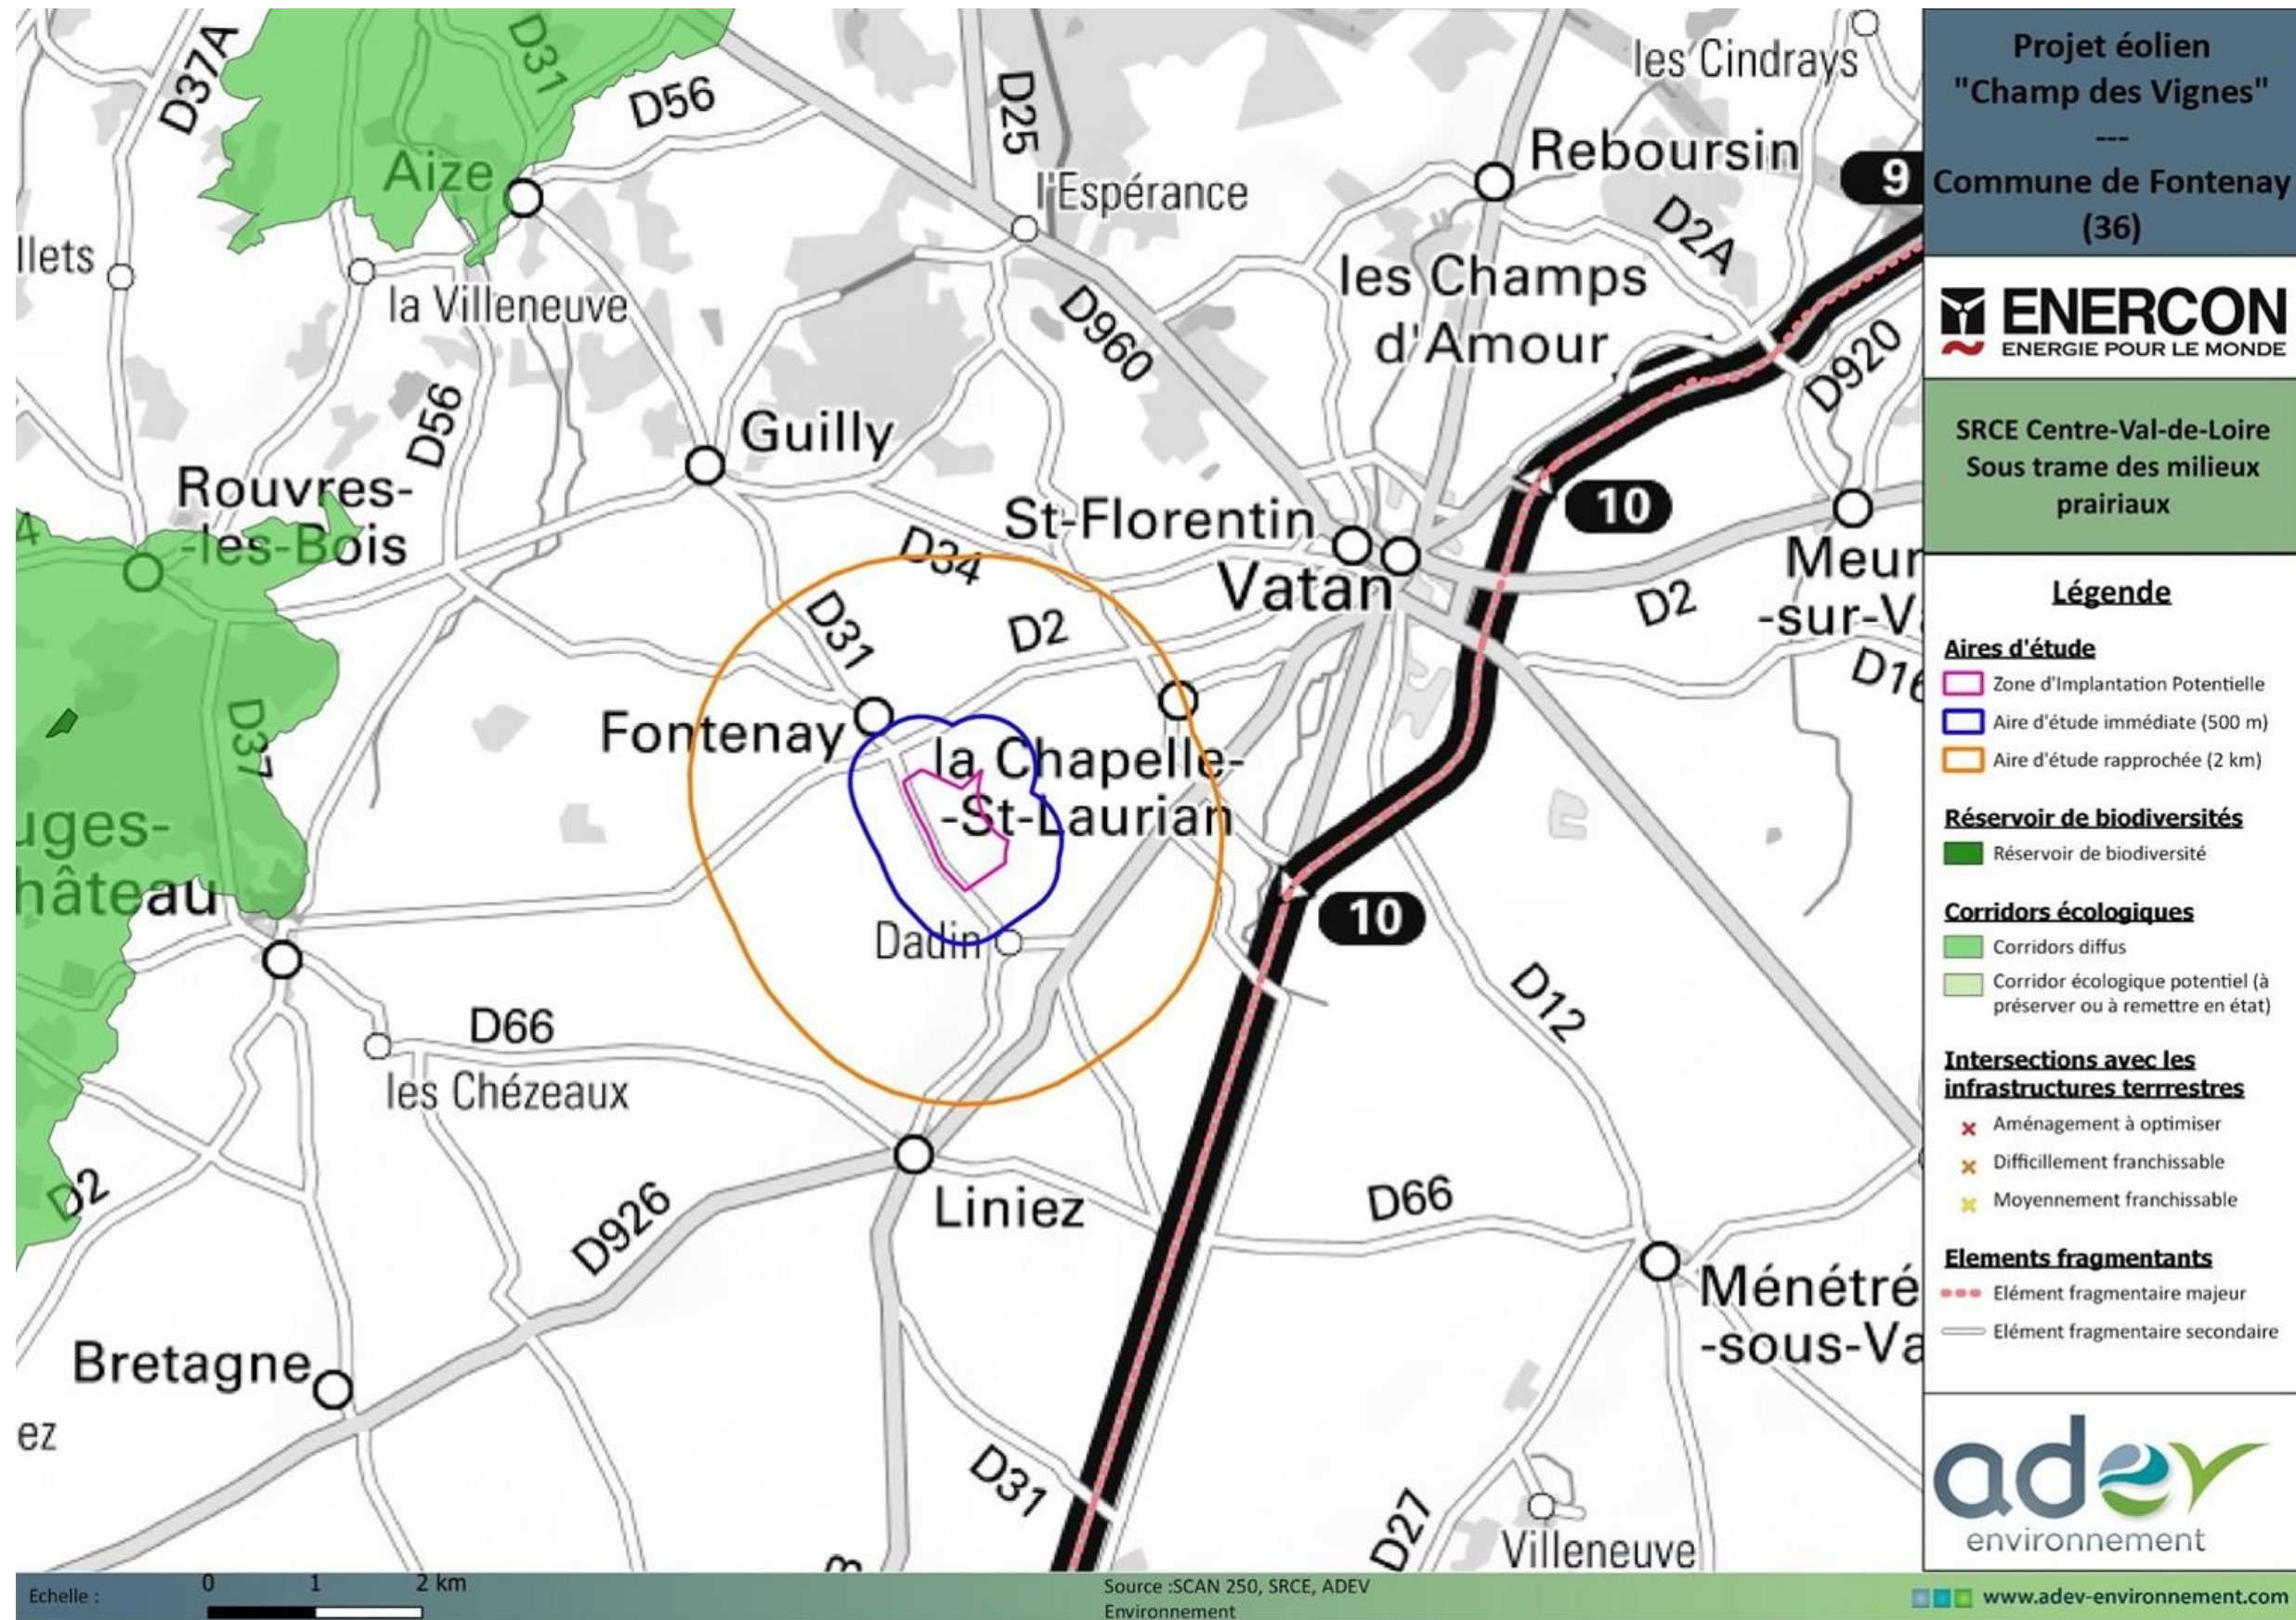 D37A
D31
D56
D25
les Cindrays
Aize
Reboursin
9
l'Espérance
D2A
llets
la Villeneuve
les Champs
d'Amour
D960
D920
D56
Guilly
Rouvres-
-les-Bois
4
St-Florentin
10
Vatan
Meur
-sur-V
D34
D2
D2
D31
D16
D37
Fontenay
la Chapelle-
-St-Laurian
uges-
hâteau
10
Dadin
D12
D66
les Chézeaux
D2
D926
Liniez
D66
Ménétré
-sous-Va
Bretagne
ez
D31
D27
Villeneuve
Projet éolien
"Champ des Vignes"
---
Commune de Fontenay
(36)
ENERCON
ENERGIE POUR LE MONDE
SRCE Centre-Val-de-Loire
Sous trame des milieux
prairiaux
Légende
Aires d'étude
Zone d'Implantation Potentielle
Aire d'étude immédiate (500 m)
Aire d'étude rapprochée (2 km)
Réservoir de biodiversités
Réservoir de biodiversité
Corridors écologiques
Corridors diffus
Corridor écologique potentiel (à
préserver ou à remettre en état)
Intersections avec les
infrastructures terrrestres
Aménagement à optimiser
Difficillement franchissable
Moyennement franchissable
Elements fragmentants
Elément fragmentaire majeur
Elément fragmentaire secondaire
adev
environnement
Echelle :
0 1 2 km
Source :SCAN 250, SRCE, ADEV
Environnement
www.adev-environnement.com